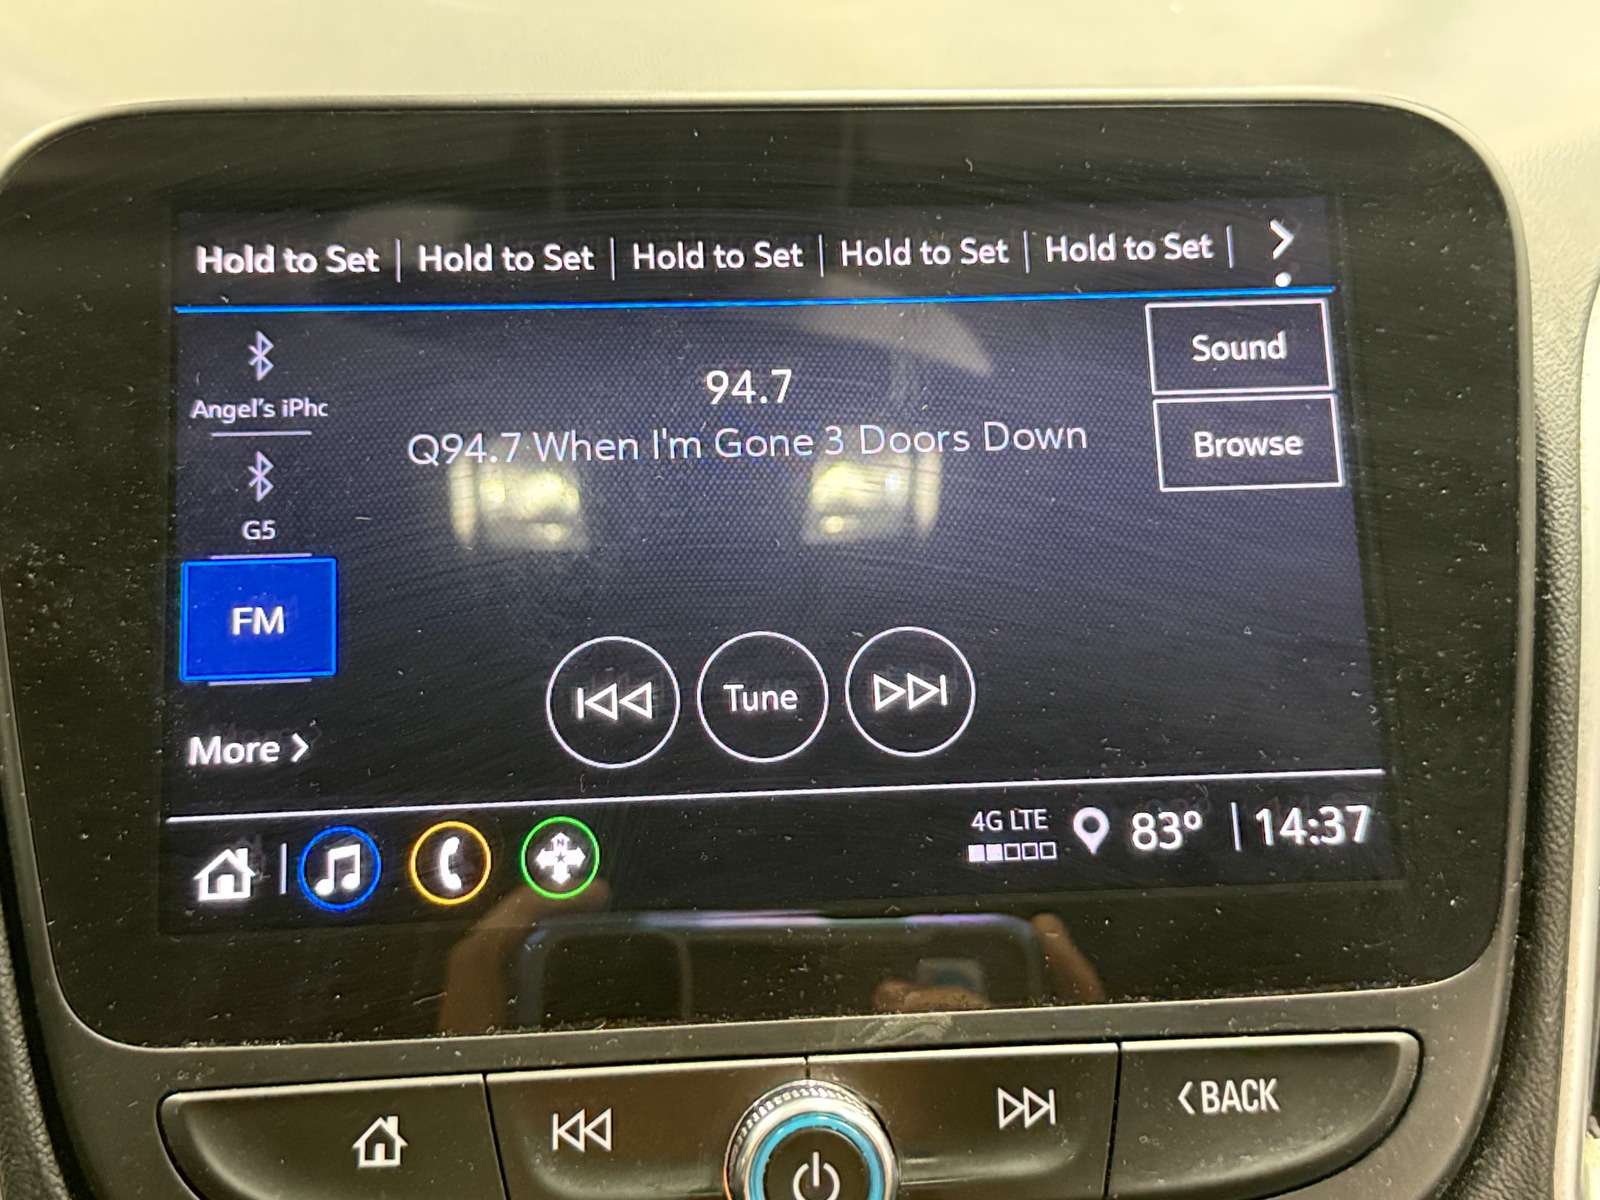 Hold to Set | Hold to Set | Hold to Set | Hold to Set | Hold to Set |
Angel's iPhc
G5
FM
More >
94.7
Q94.7 When I'm Gone 3 Doors Down
Sound
Browse
Tune
4G LTE 83° | 14:37
< BACK